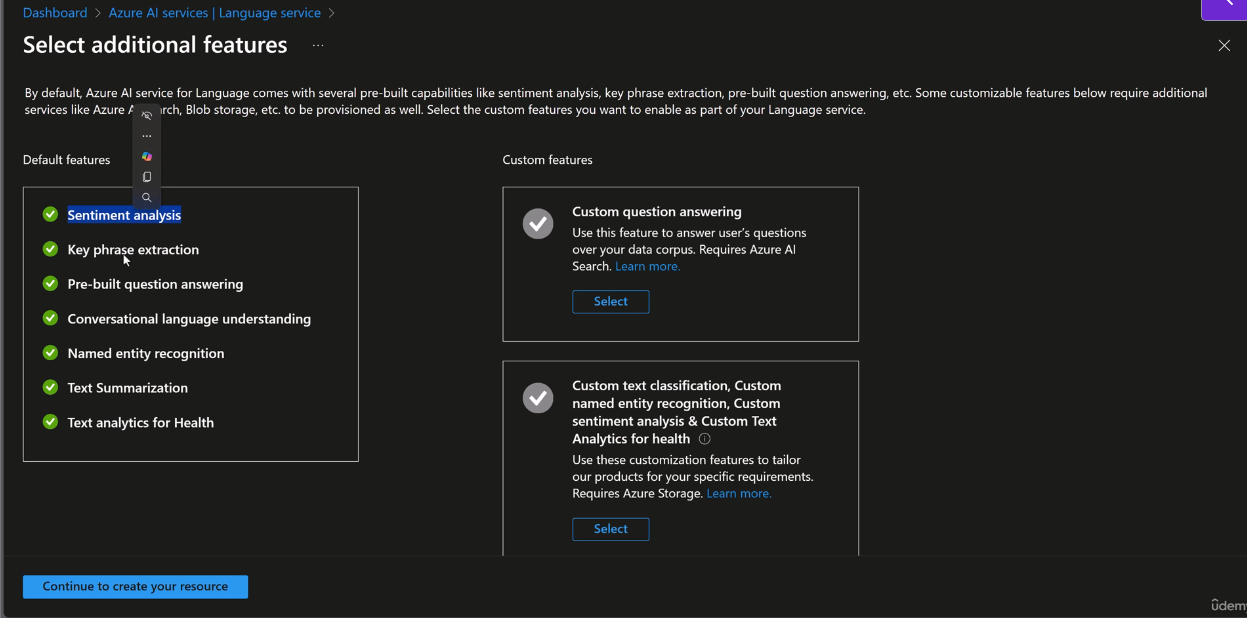 Dashboard > Azure AI services | Language service >
Select additional features ...
By default, Azure AI service for Language comes with several pre-built capabilities like sentiment analysis, key phrase extraction, pre-built question answering, etc. Some customizable features below require additional
services like Azure rch, Blob storage, etc. to be provisioned as well. Select the custom features you want to enable as part of your Language service.
Default features
Sentiment analysis
Key phrase extraction
Pre-built question answering
Conversational language understanding
Named entity recognition
Text Summarization
Text analytics for Health
Custom features
Custom question answering
Use this feature to answer user's questions
over your data corpus. Requires Azure AI
Search. Learn more.
Select
Custom text classification, Custom
named entity recognition, Custom
sentiment analysis & Custom Text
Analytics for health
Use these customization features to tailor
our products for your specific requirements.
Requires Azure Storage. Learn more.
Select
Continue to create your resource
ûdemy